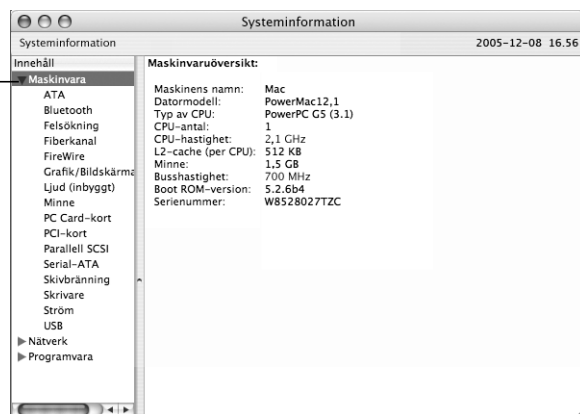 Systeminformation
Systeminformation 2005-12-08 16.56
Innehåll
Maskinvara
ATA
Bluetooth
Felsökning
Fiberkanal
FireWire
Grafik/Bildskärma
Ljud (inbyggt)
Minne
PC Card-kort
PCI-kort
Parallell SCSI
Serial-ATA
Skivbränning
Skrivare
Ström
USB
Nätverk
Programvara
Maskinvaruöversikt:
Maskinens namn: Mac
Datormodell: PowerMac12,1
Typ av CPU: PowerPC G5 (3.1)
CPU-antal: 1
CPU-hastighet: 2,1 GHz
L2-cache (per CPU): 512 KB
Minne: 1,5 GB
Busshastighet: 700 MHz
Boot ROM-version: 5.2.6b4
Serienummer: W8528027TZC